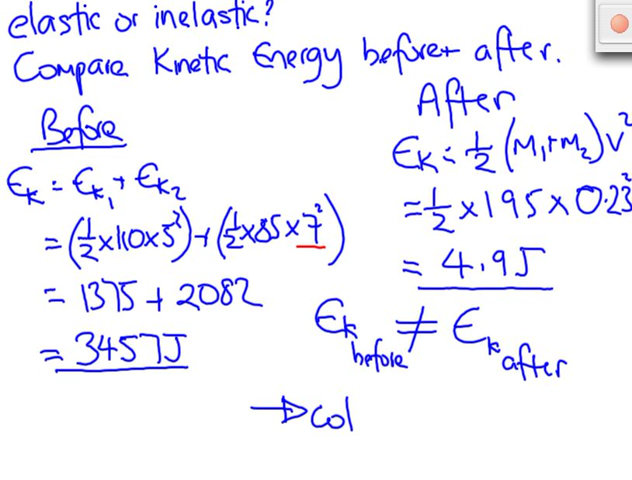 elastic or inelastic?
Compare Kinetic Energy before + after.
Before
Ek = Ek1 + Ek2
= (1/2 x 110 x 5²) + (1/2 x 85 x 7²)
= 1375 + 2082
= 3457J
After
Ek = 1/2 (M1 + M2) V²
= 1/2 x 195 x 0.23²
= 4.95
Ek before ≠ Ek after
→ col